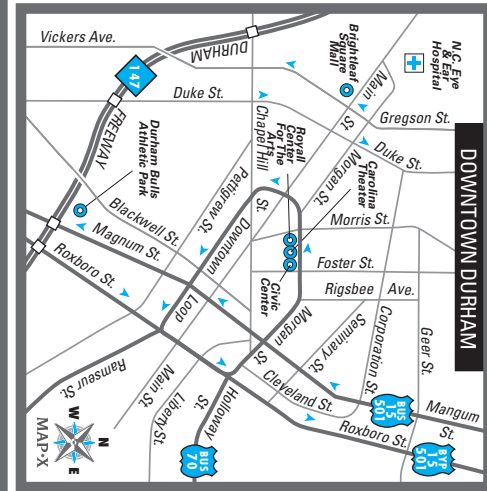 DOWNTOWN DURHAM
N.C. Eye
& Ear
Hospital
Brightleaf
Square
Mall
Vickers Ave.
DURHAM
FREEWAY
147
Duke St.
Gregson St.
Duke St.
Main
St.
Morgan St.
Chapel Hill
St.
Royall
Center
For The
Arts
Carolina
Theater
Morris St.
Foster St.
Rigsbee Ave.
Civic
Center
Pettigrew St.
Downtown
Loop
Durham Bulls
Athletic Park
Blackwell St.
Magnum St.
Roxboro St.
Morgan
St.
Seminary St.
Corporation St.
Geer St.
Cleveland St.
Holloway
St.
Main St.
Liberty St.
Ramseur
St.
BUS
15
501
Mangum
St.
Roxboro St.
BYP
15
501
BUS
70
N
W
E
S
MAP•X